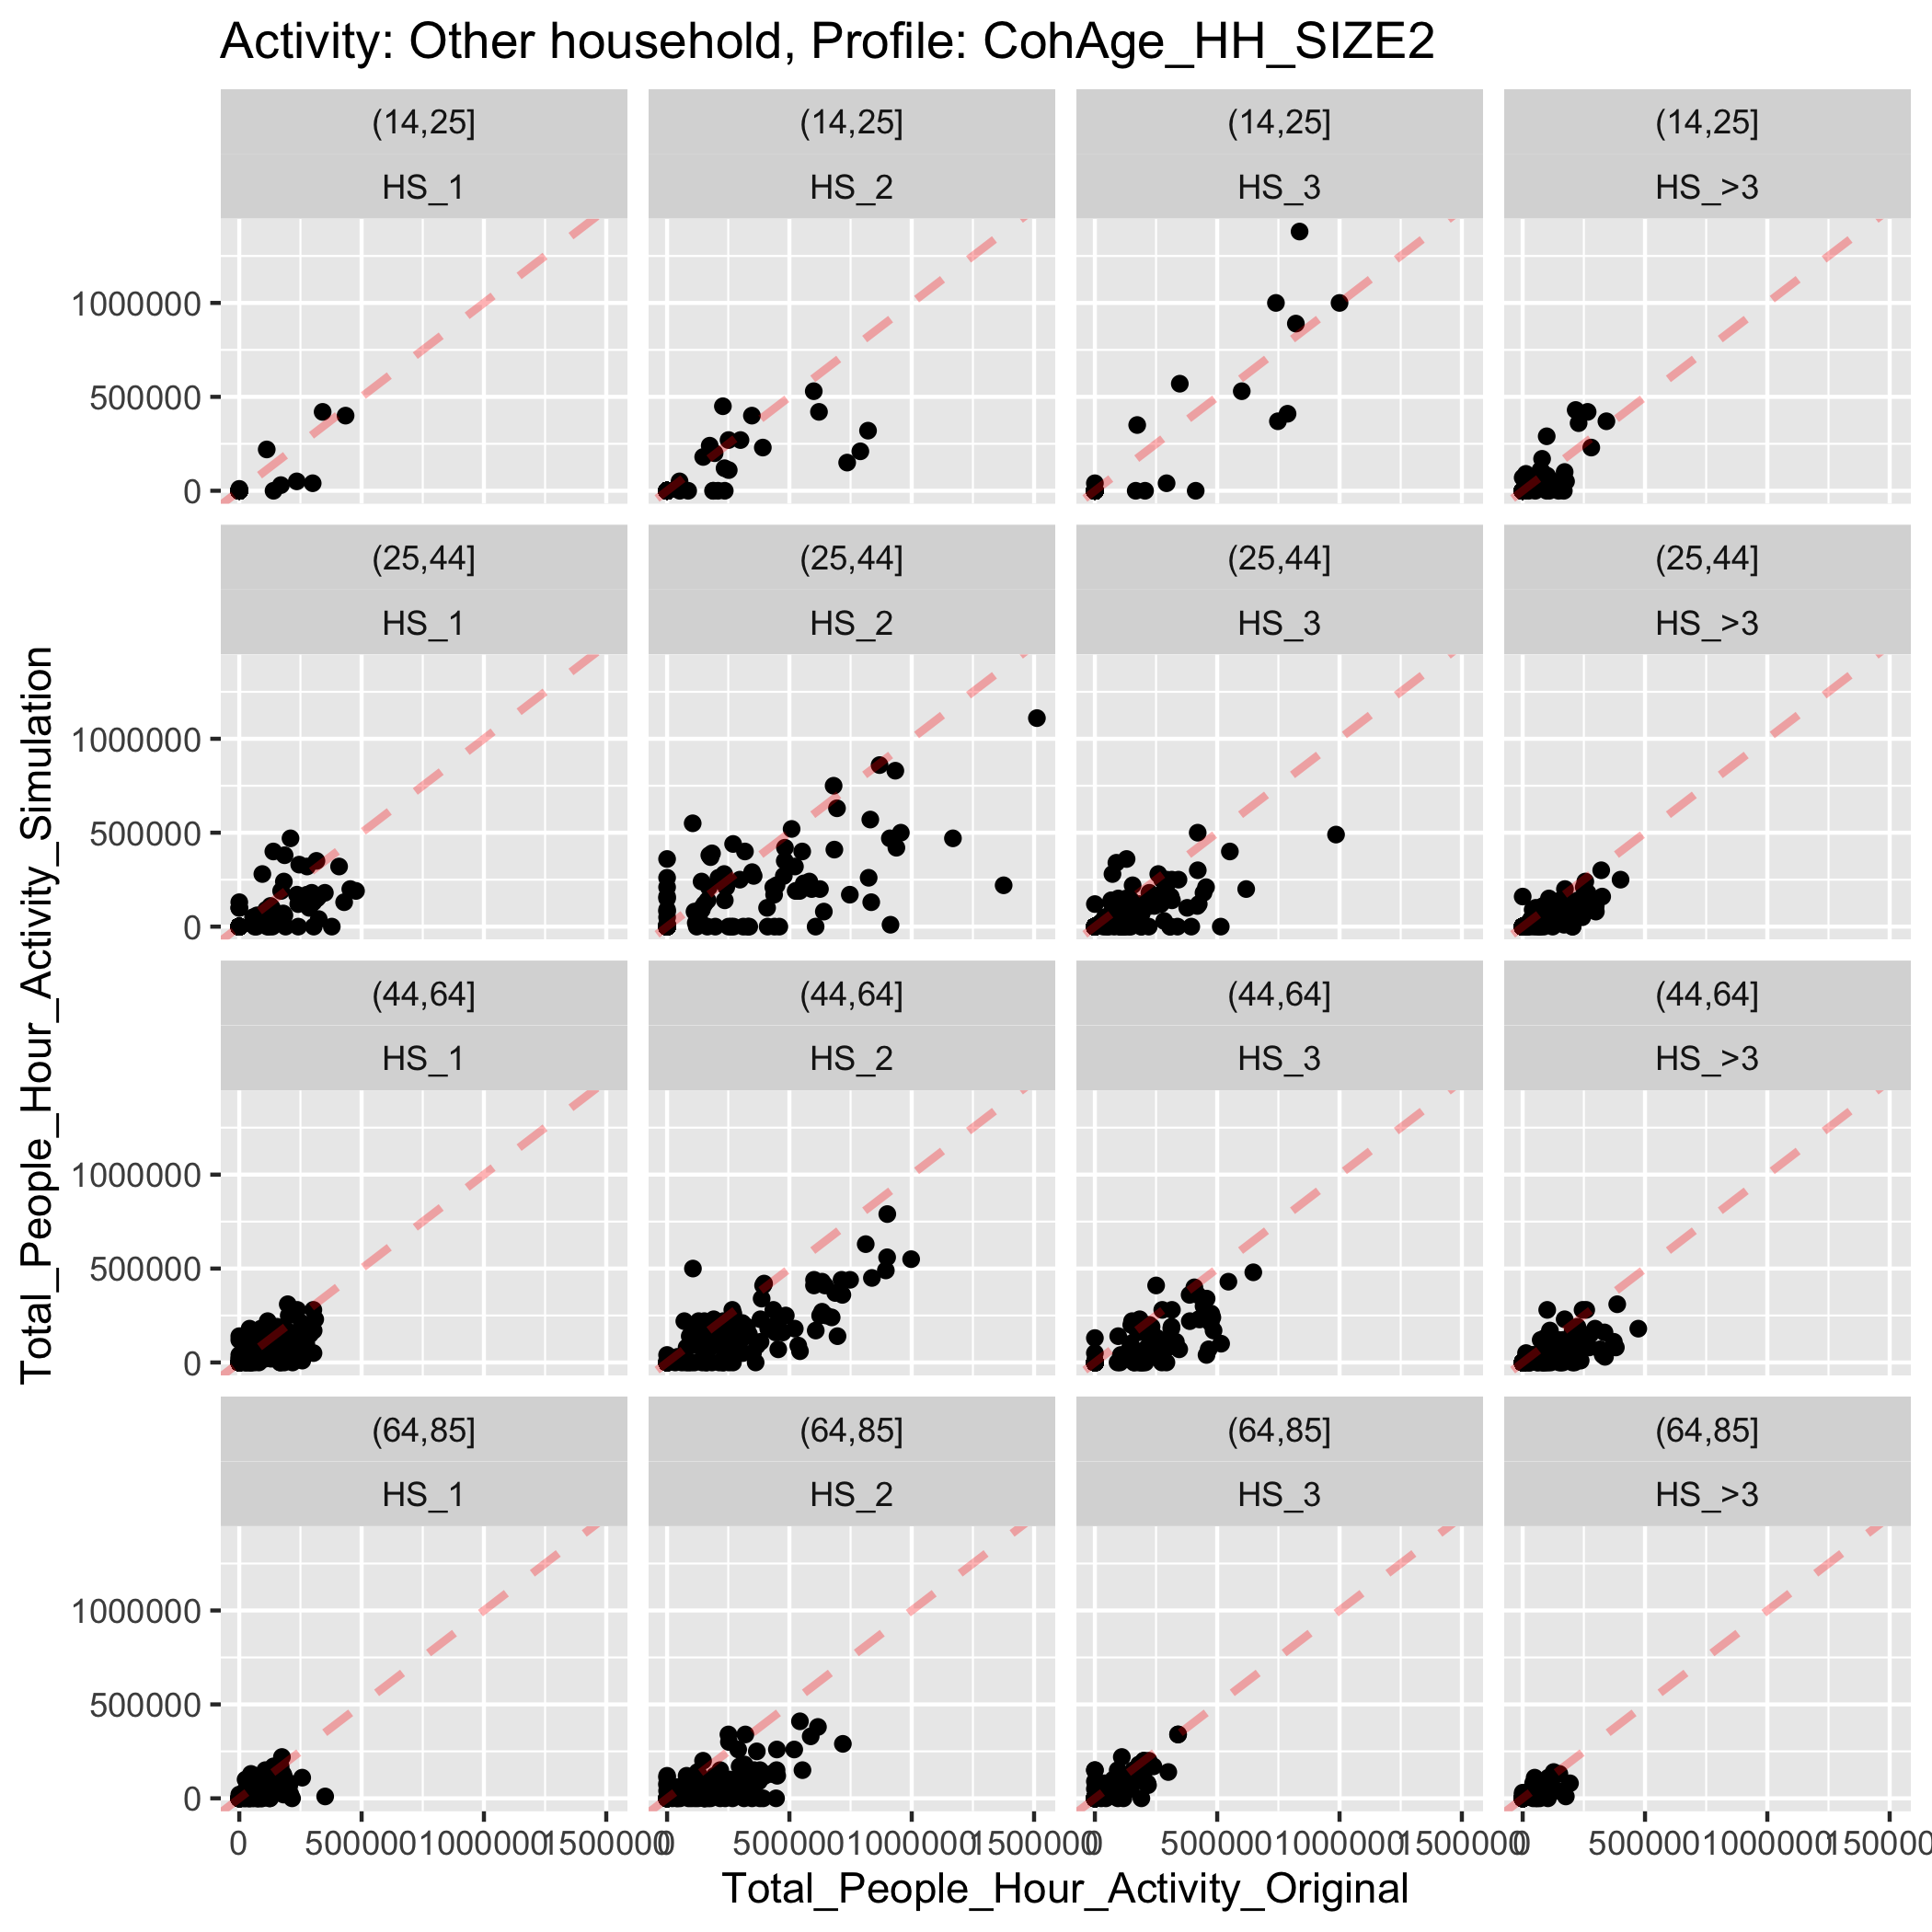 Activity: Other household, Profile: CohAge_HH_SIZE2
(14,25] (14,25] (14,25] (14,25]
HS_1 HS_2 HS_3 HS_>3
1000000
500000
0
(25,44] (25,44] (25,44] (25,44]
HS_1 HS_2 HS_3 HS_>3
1000000
500000
0
(44,64] (44,64] (44,64] (44,64]
HS_1 HS_2 HS_3 HS_>3
1000000
500000
0
(64,85] (64,85] (64,85] (64,85]
HS_1 HS_2 HS_3 HS_>3
1000000
500000
0
0 500000 1000000 1500000 0 500000 1000000 1500000 0 500000 1000000 1500000 0 500000 1000000 1500000
Total_People_Hour_Activity_Original
Total_People_Hour_Activity_Simulation